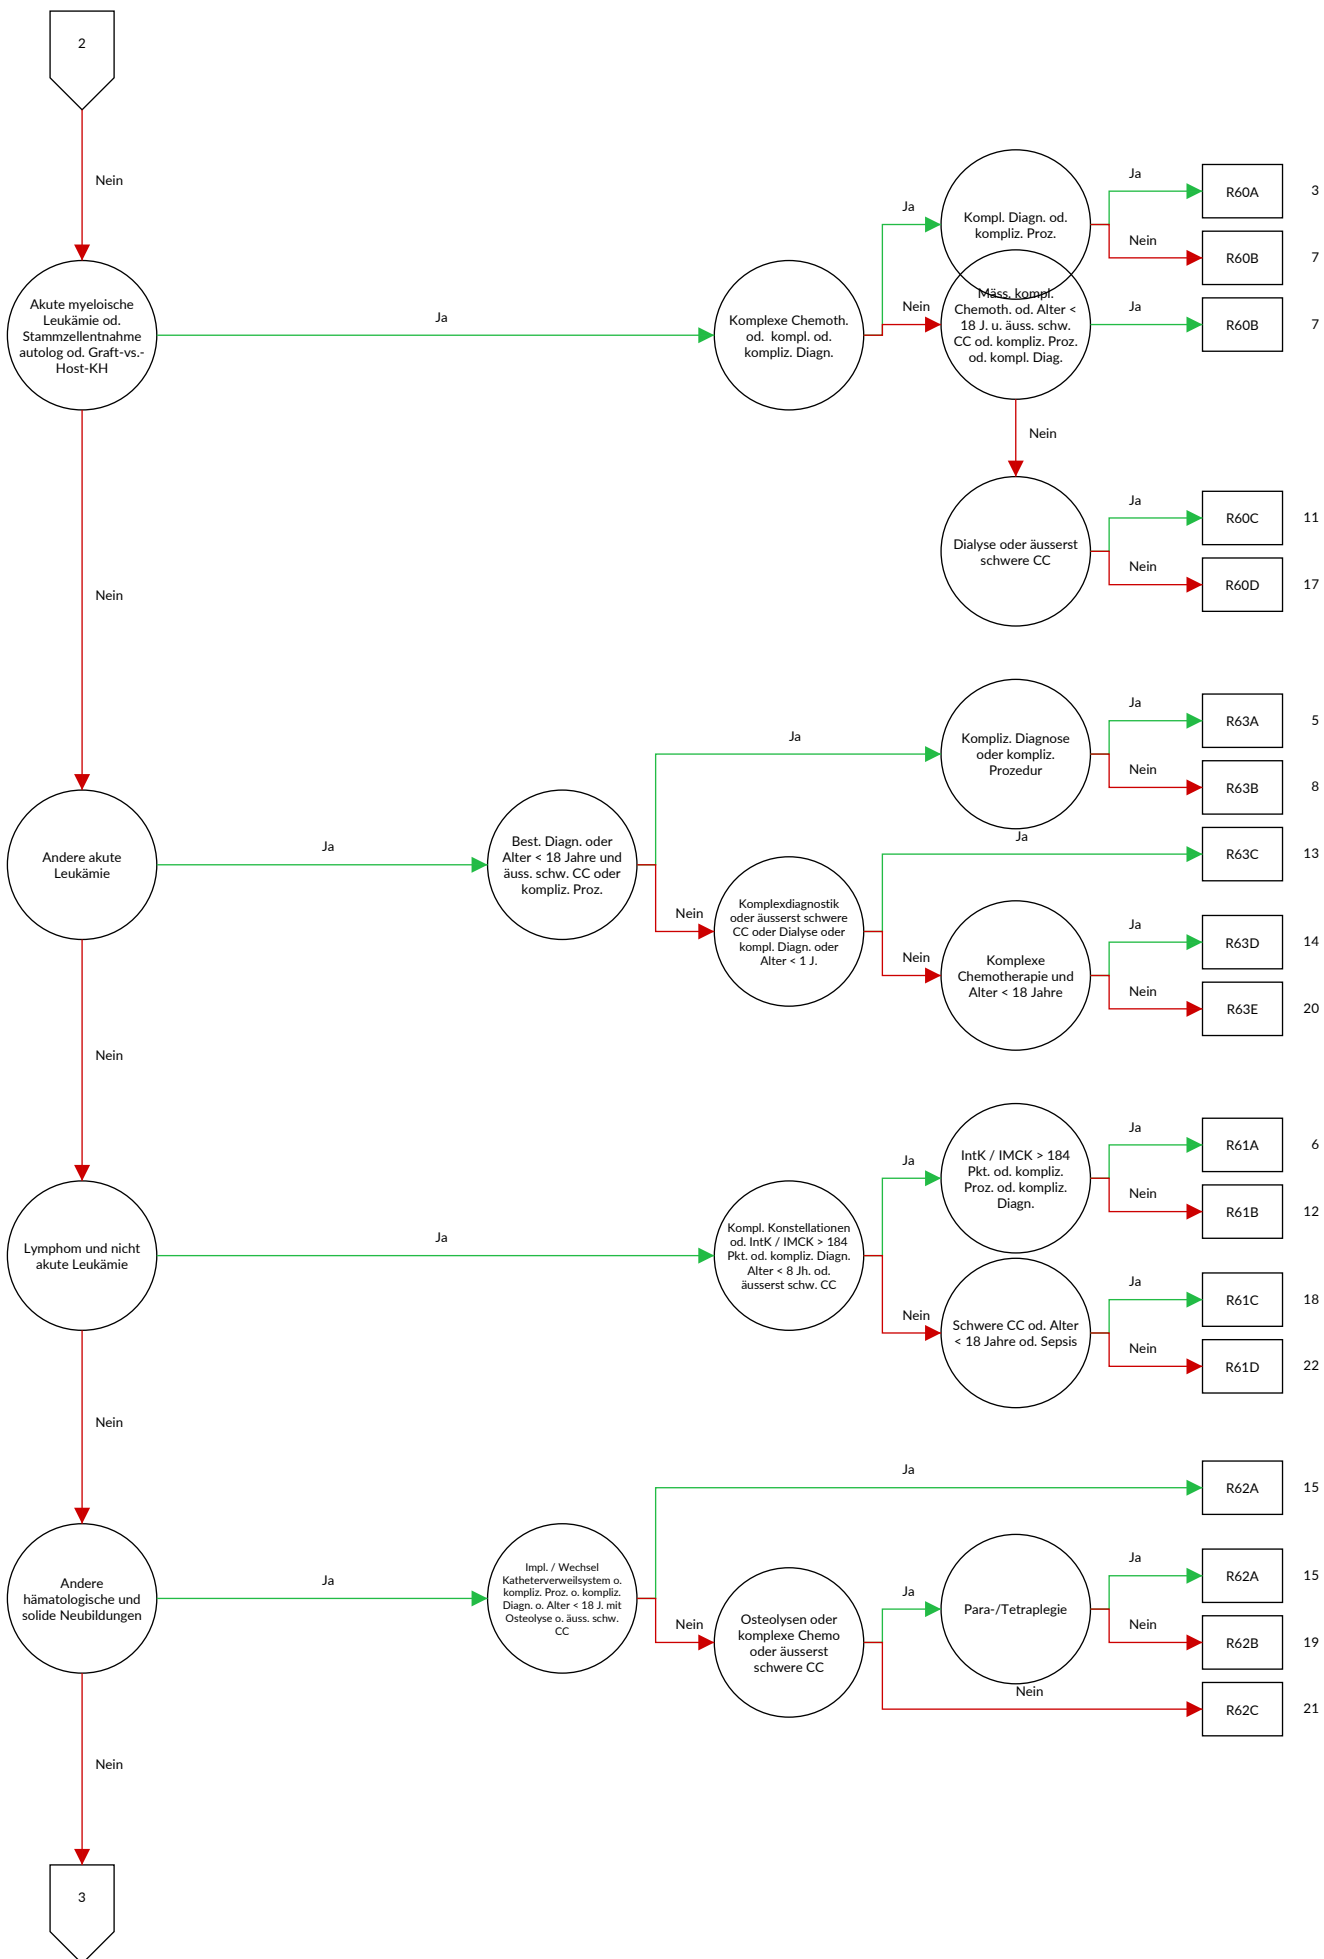 2
Nein
Akute myeloische
Leukämie od.
Stammzellentnahme
autolog od. Graft-vs.-
Host-KH
Ja
Komplexe Chemoth.
od. kompl. od.
kompliz. Diagn.
Ja
Kompl. Diagn. od.
kompliz. Proz.
Ja
R60A
3
Nein
R60B
7
Nein
Mäss. kompl.
Chemoth. od. Alter <
18 J. u. äuss. schw.
CC od. kompliz. Proz.
od. kompl. Diag.
Ja
R60B
7
Nein
Dialyse oder äusserst
schwere CC
Ja
R60C
11
Nein
R60D
17
Nein
Andere akute
Leukämie
Ja
Best. Diagn. oder
Alter < 18 Jahre und
äuss. schw. CC oder
kompliz. Proz.
Ja
Kompliz. Diagnose
oder kompliz.
Prozedur
Ja
R63A
5
Nein
R63B
8
Nein
Komplexdiagnostik
oder äusserst schwere
CC oder Dialyse oder
kompl. Diagn. oder
Alter < 1 J.
Ja
R63C
13
Nein
Komplexe
Chemotherapie und
Alter < 18 Jahre
Ja
R63D
14
Nein
R63E
20
Nein
Lymphom und nicht
akute Leukämie
Ja
Kompl. Konstellationen
od. IntK / IMCK > 184
Pkt. od. kompliz. Diagn.
Alter < 8 Jh. od.
äusserst schw. CC
Ja
IntK / IMCK > 184
Pkt. od. kompliz.
Proz. od. kompliz.
Diagn.
Ja
R61A
6
Nein
R61B
12
Nein
Schwere CC od. Alter
< 18 Jahre od. Sepsis
Ja
R61C
18
Nein
R61D
22
Nein
Andere
hämatologische und
solide Neubildungen
Ja
Impl. / Wechsel
Katheterverweilsystem o.
kompliz. Proz. o. kompliz.
Diagn. o. Alter < 18 J. mit
Osteolyse o. äuss. schw.
CC
Ja
R62A
15
Nein
Osteolysen oder
komplexe Chemo
oder äusserst
schwere CC
Ja
Para-/Tetraplegie
Ja
R62A
15
Nein
R62B
19
Nein
R62C
21
Nein
3